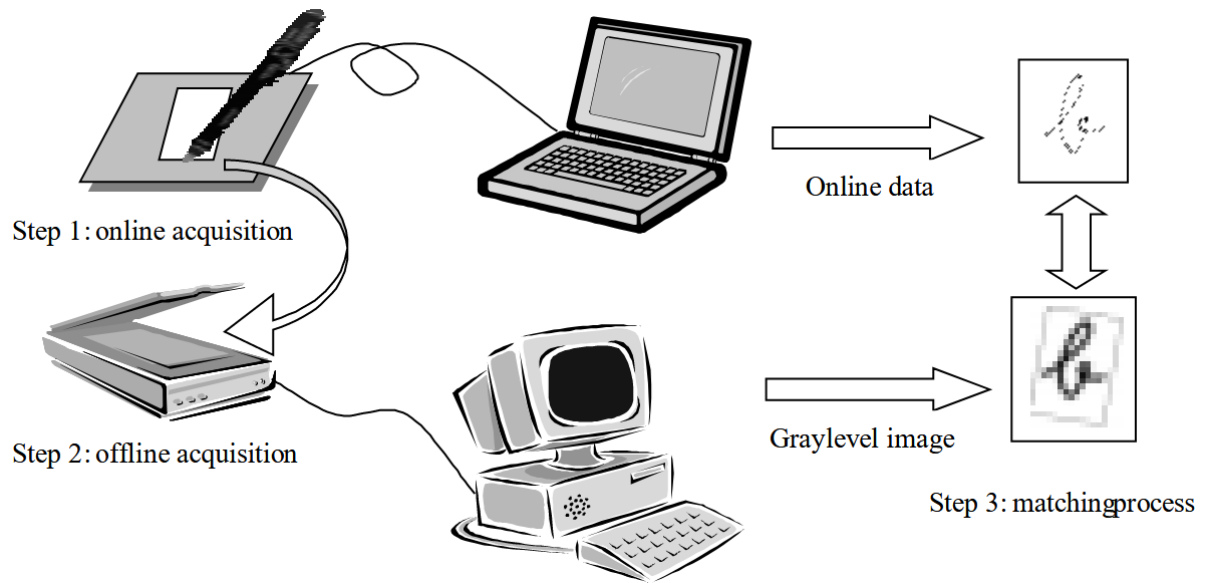 Online data
Step 1: online acquisition
Graylevel image
Step 2: offline acquisition
Step 3: matchingprocess
b
b